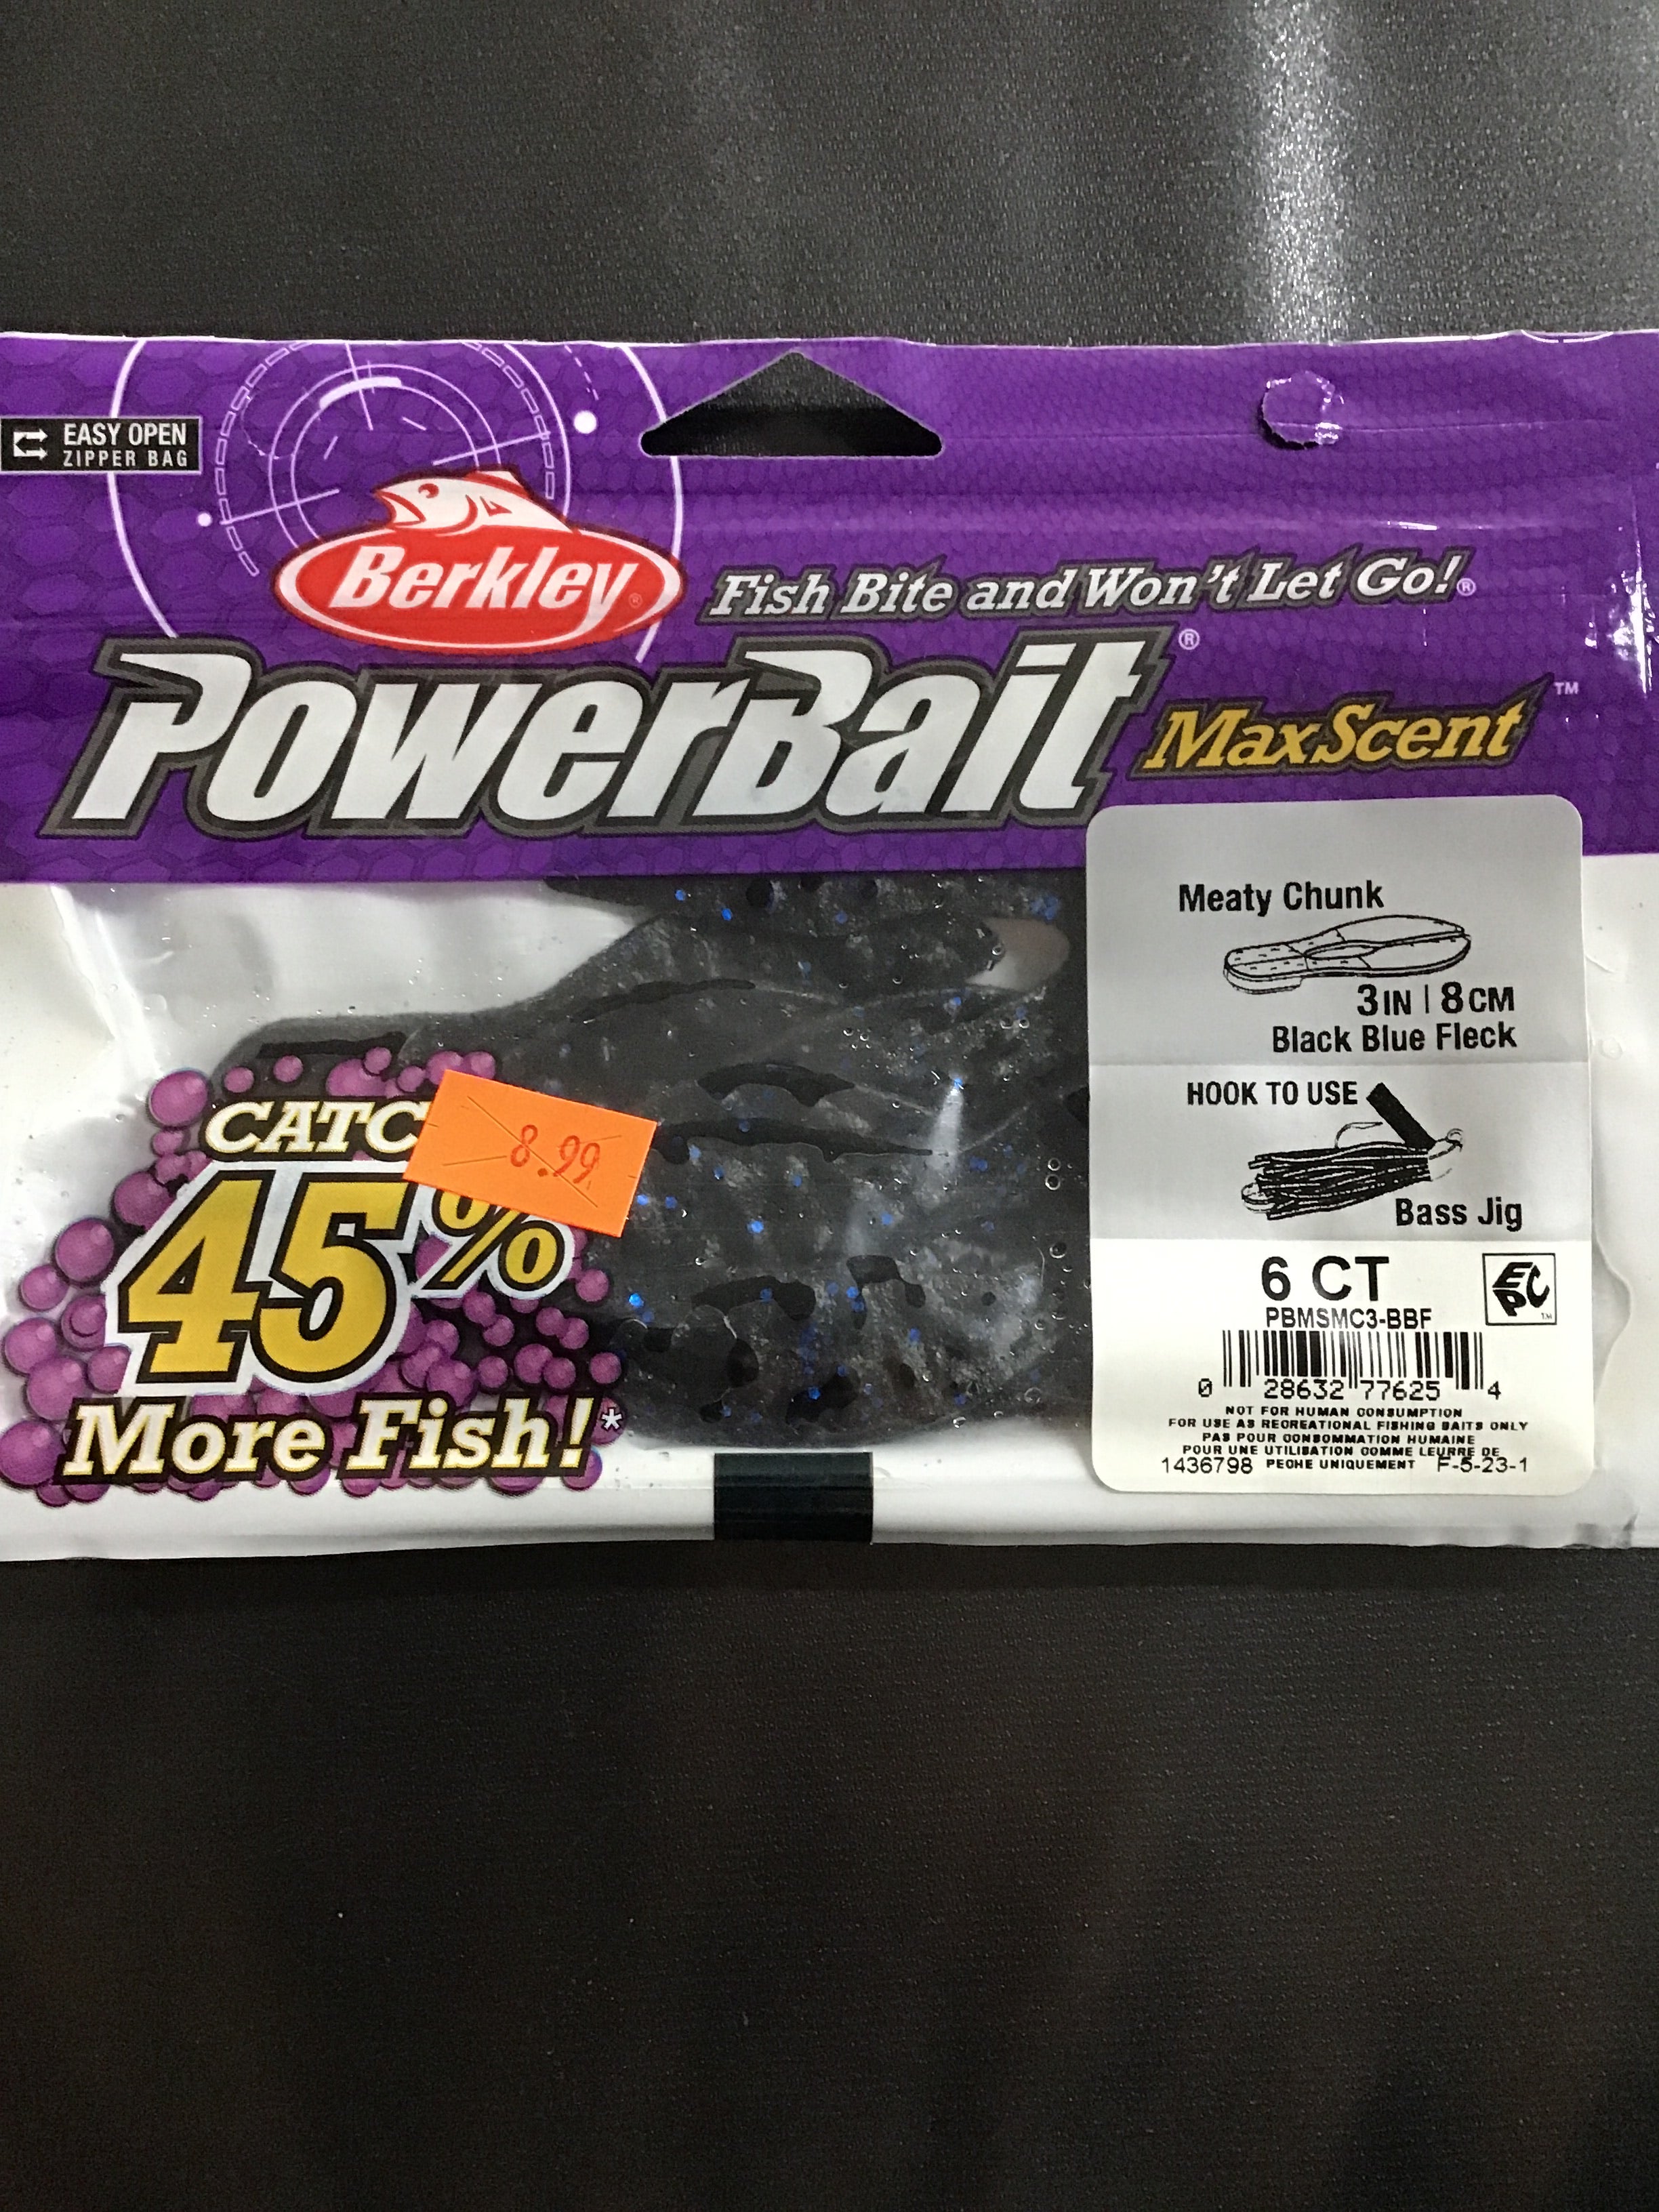 EASY OPEN
ZIPPER BAG
Berkley®
Fish Bite and Won't Let Go!®
PowerBait®
MaxScent™
CATC
45%
More Fish!*
8.99
Meaty Chunk
3IN | 8CM
Black Blue Fleck
HOOK TO USE
Bass Jig
6 CT
EPC™
PBMSMC3-BBF
0 28632 77625 4
NOT FOR HUMAN CONSUMPTION
FOR USE AS RECREATIONAL FISHING BAITS ONLY
PAS POUR CONSOMMATION HUMAINE
POUR UNE UTILISATION COMME LEURRE DE
1436798 PECHE UNIQUEMENT F-5-23-1